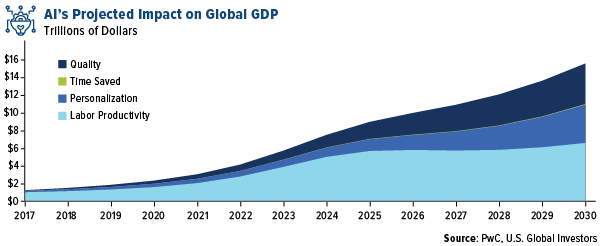 AI's Projected Impact on Global GDP
Trillions of Dollars
$16
$14
$12
$10
$8
$6
$4
$2
$0
Quality
Time Saved
Personalization
Labor Productivity
2017 2018 2019 2020 2021 2022 2023 2024 2025 2026 2027 2028 2029 2030
Source: PwC, U.S. Global Investors